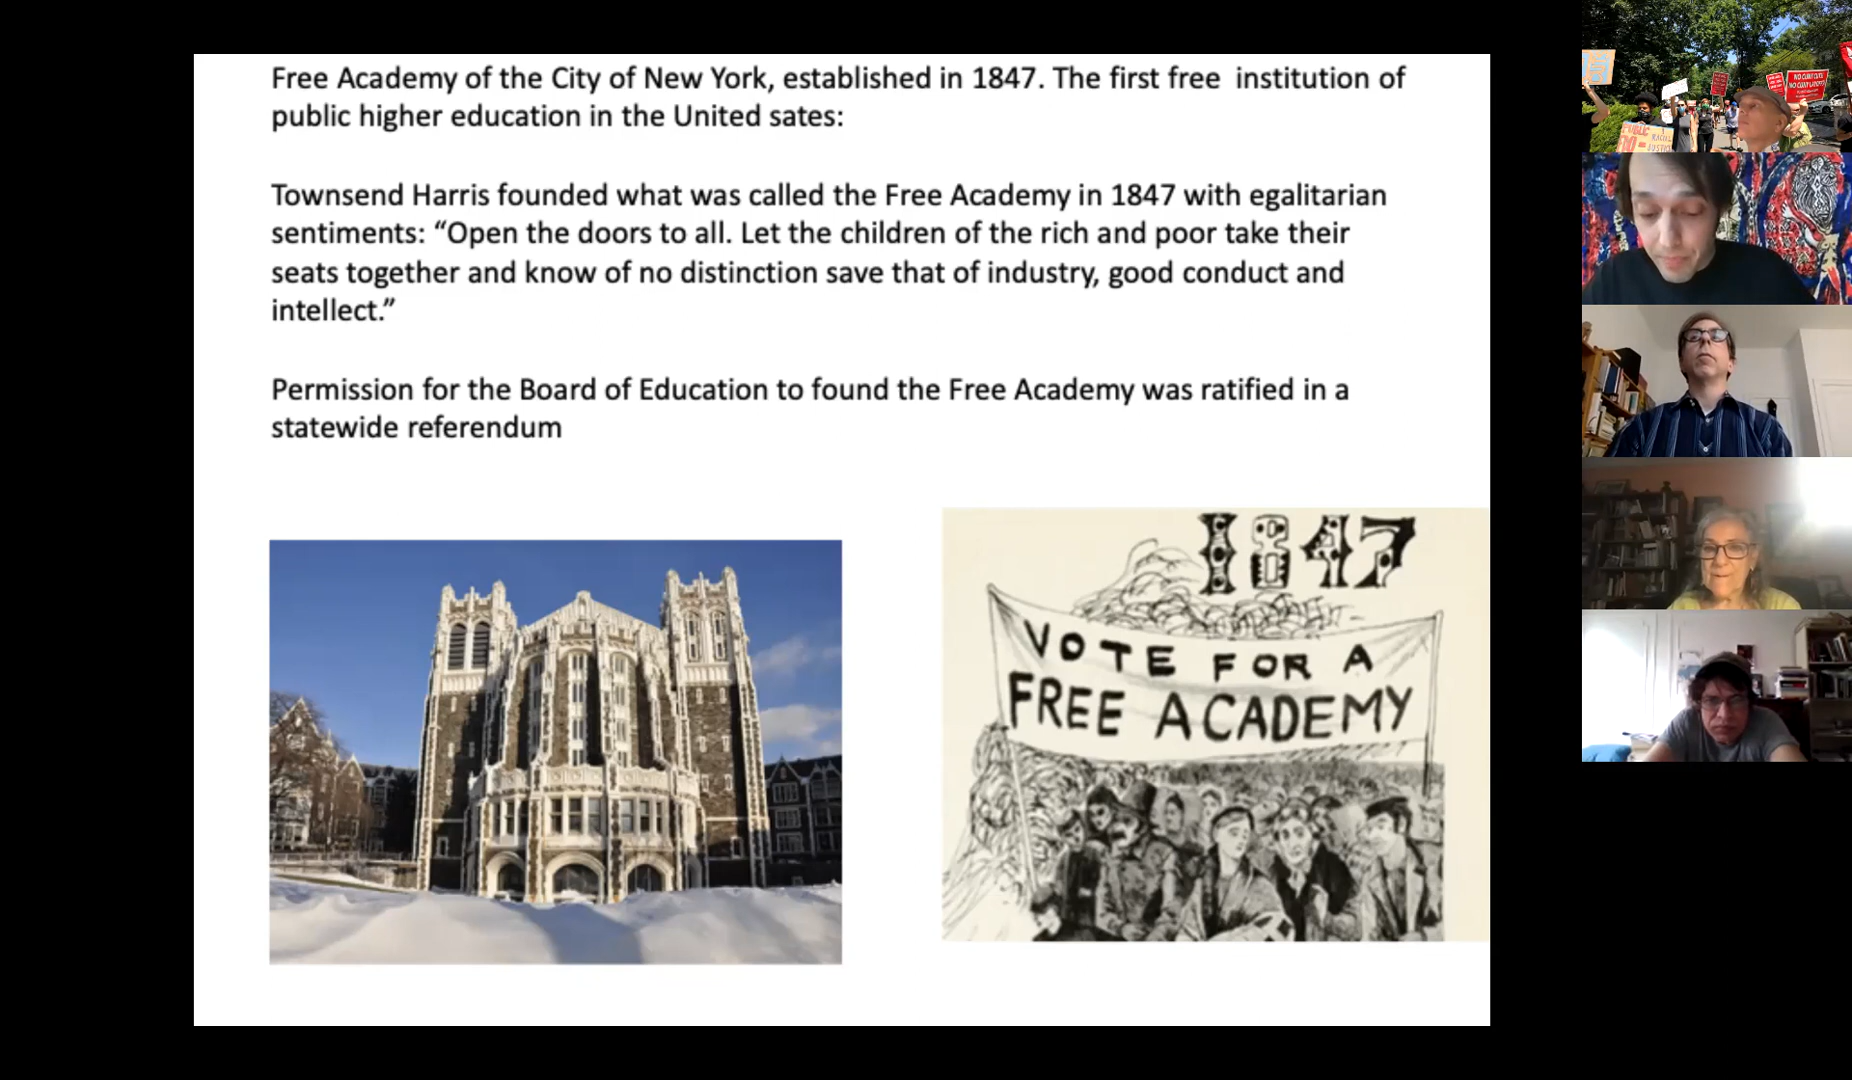 Free Academy of the City of New York, established in 1847. The first free institution of
public higher education in the United sates:
Townsend Harris founded what was called the Free Academy in 1847 with egalitarian
sentiments: “Open the doors to all. Let the children of the rich and poor take their
seats together and know of no distinction save that of industry, good conduct and
intellect.”
Permission for the Board of Education to found the Free Academy was ratified in a
statewide referendum
1847
VOTE FOR A
FREE ACADEMY